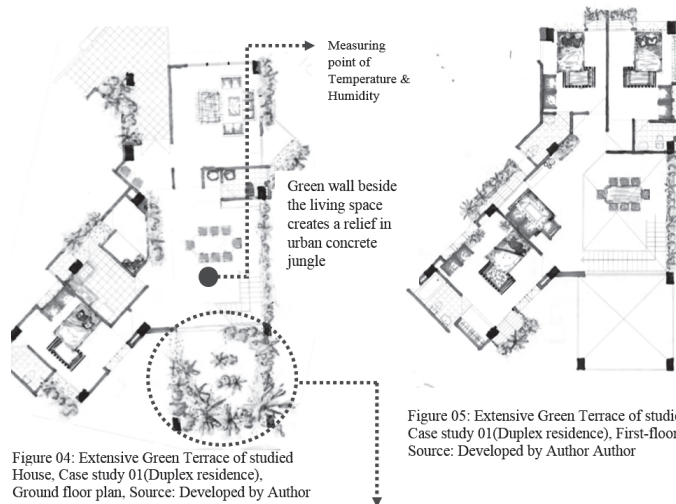 Measuring
point of
Temperature &
Humidity
Green wall beside
the living space
creates a relief in
urban concrete
jungle
Figure 04: Extensive Green Terrace of studied
House, Case study 01(Duplex residence),
Ground floor plan, Source: Developed by Author
Figure 05: Extensive Green Terrace of
Case study 01(Duplex residence), First-floor
Source: Developed by Author Author